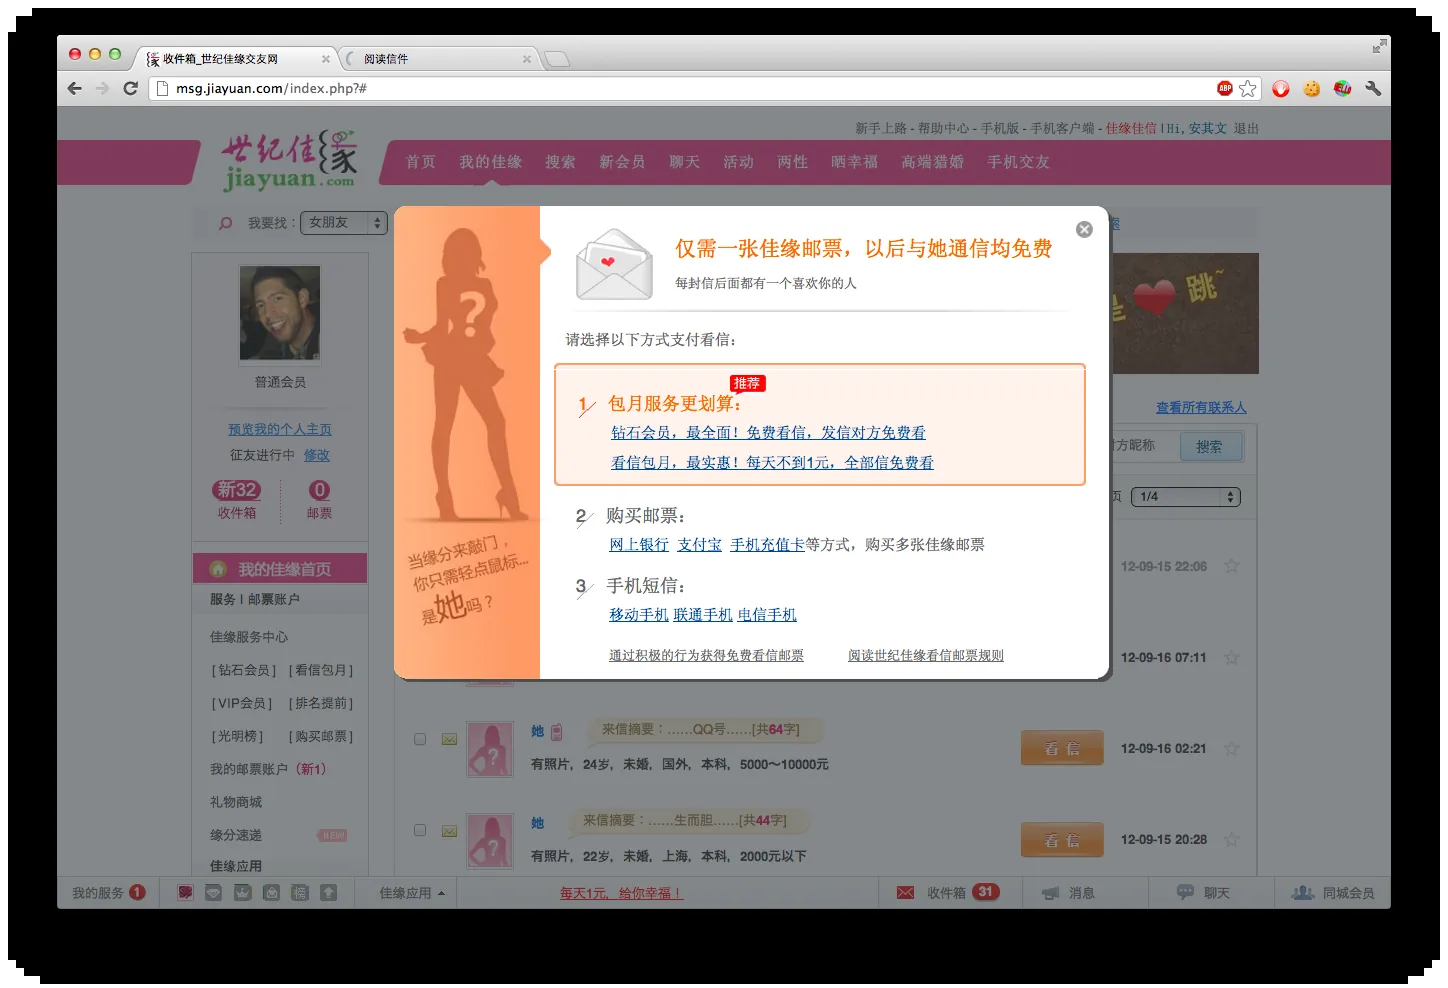 收件箱_世纪佳缘交友网
阅读信件
msg.jiayuan.com/index.php?#
ABP
新手上路 - 帮助中心 - 手机版 - 手机客户端 - 佳缘佳信 | Hi, 安其文 退出
世纪佳缘
jiayuan.com
首页 我的佳缘 搜索 新会员 聊天 活动 两性 晒幸福 高端猎婚 手机交友
我要找：女朋友
普通会员
预览我的个人主页
征友进行中 修改
新32 0
收件箱 邮票
我的佳缘首页
服务 | 邮票账户
佳缘服务中心
[钻石会员] [看信包月]
[VIP会员] [排名提前]
[光明榜] [购买邮票]
我的邮票账户（新1）
礼物商城
缘分速递 NEW
佳缘应用
?
当缘分来敲门，
你只需轻点鼠标...
是她吗？
仅需一张佳缘邮票，以后与她通信均免费
每封信后面都有一个喜欢你的人
请选择以下方式支付看信：
推荐
1 包月服务更划算：
钻石会员，最全面！免费看信，发信对方免费看
看信包月，最实惠！每天不到1元，全部信免费看
2 购买邮票：
网上银行 支付宝 手机充值卡等方式，购买多张佳缘邮票
3 手机短信：
移动手机 联通手机 电信手机
通过积极的行为获得免费看信邮票 阅读世纪佳缘看信邮票规则
跳~
查看所有联系人
方昵称 搜索
页 1/4
12-09-15 22:06
12-09-16 07:11
她 来信摘要：......QQ号......[共64字]
有照片，24岁，未婚，国外，本科，5000～10000元
看信 12-09-16 02:21
她 来信摘要：......生而胆......[共44字]
有照片，22岁，未婚，上海，本科，2000元以下
看信 12-09-15 20:28
我的服务 1 佳缘应用 每天1元，给你幸福！ 收件箱 31 消息 聊天 同城会员